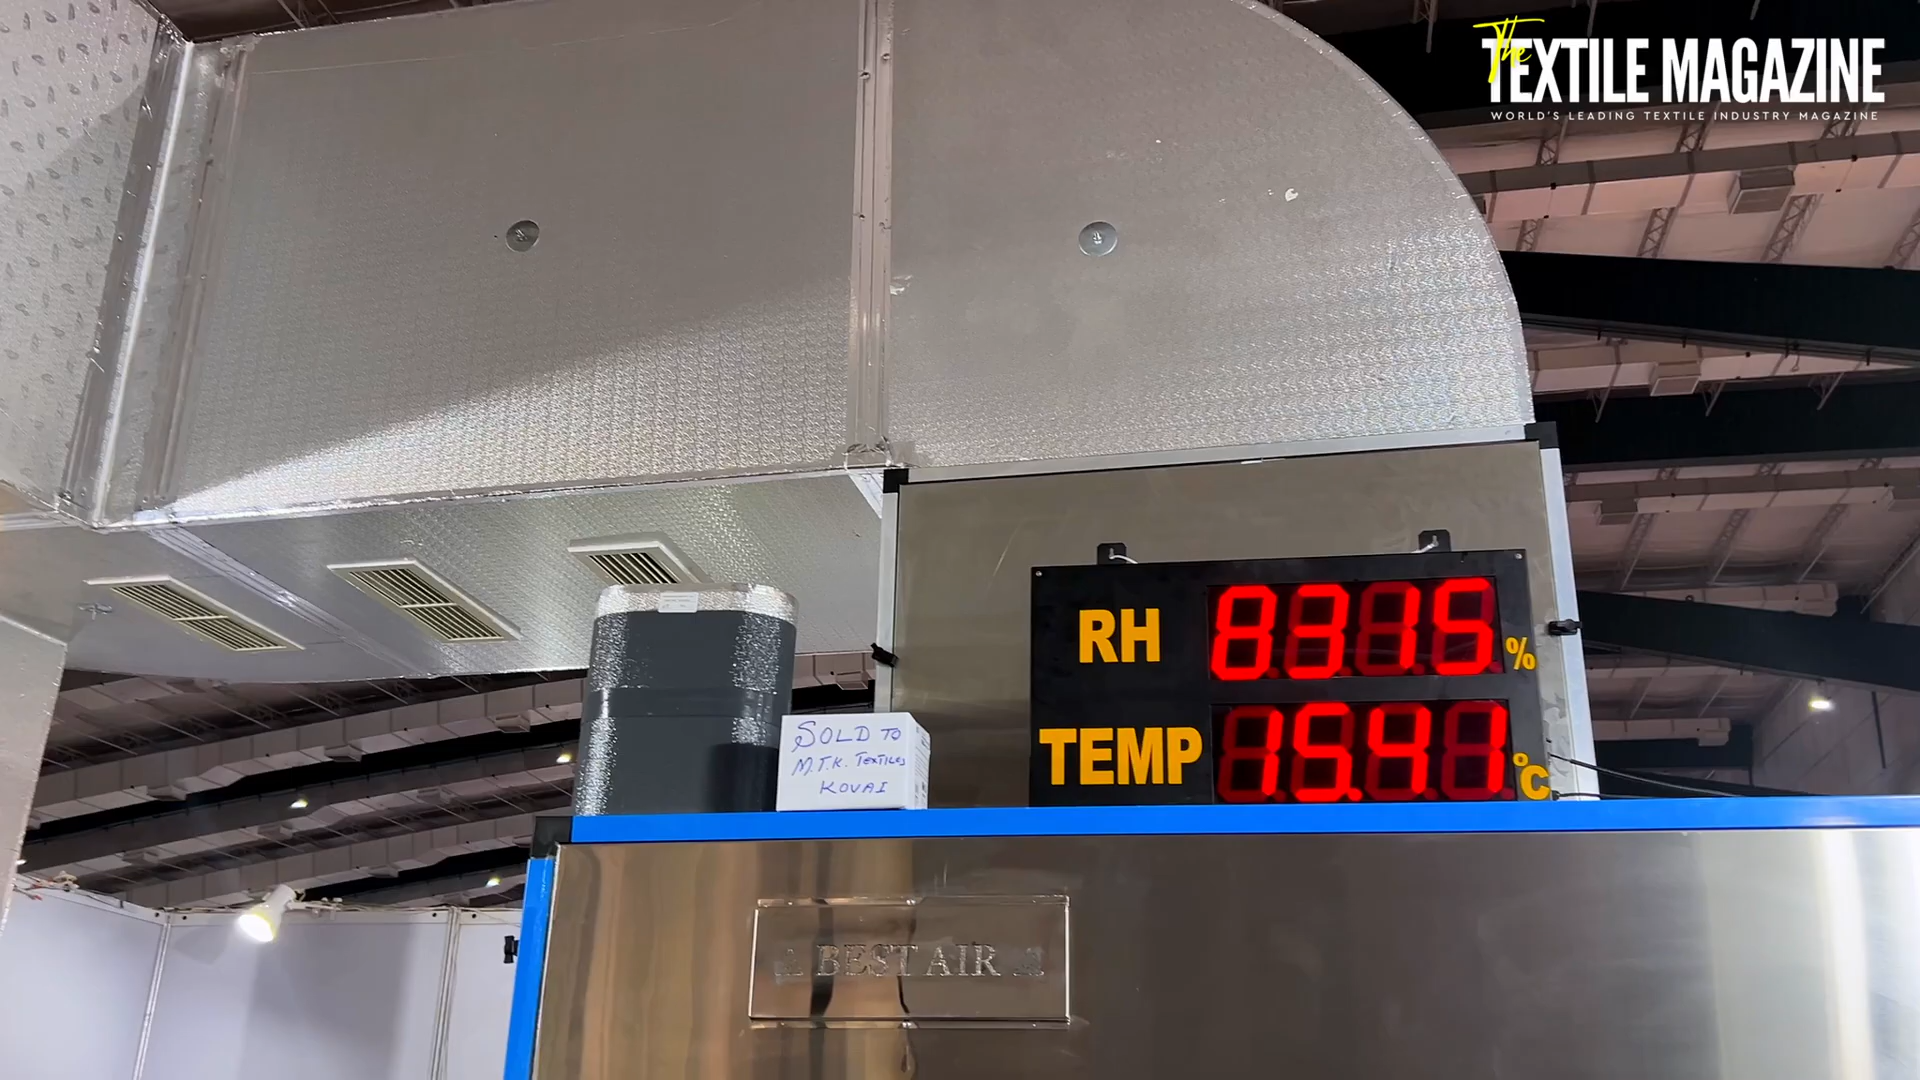 The
TEXTILE MAGAZINE
WORLD'S LEADING TEXTILE INDUSTRY MAGAZINE
RH 83.15 %
TEMP 15.41 °C
SOLD TO
M.T.K. TEXTILES
KOVAI
BEST AIR